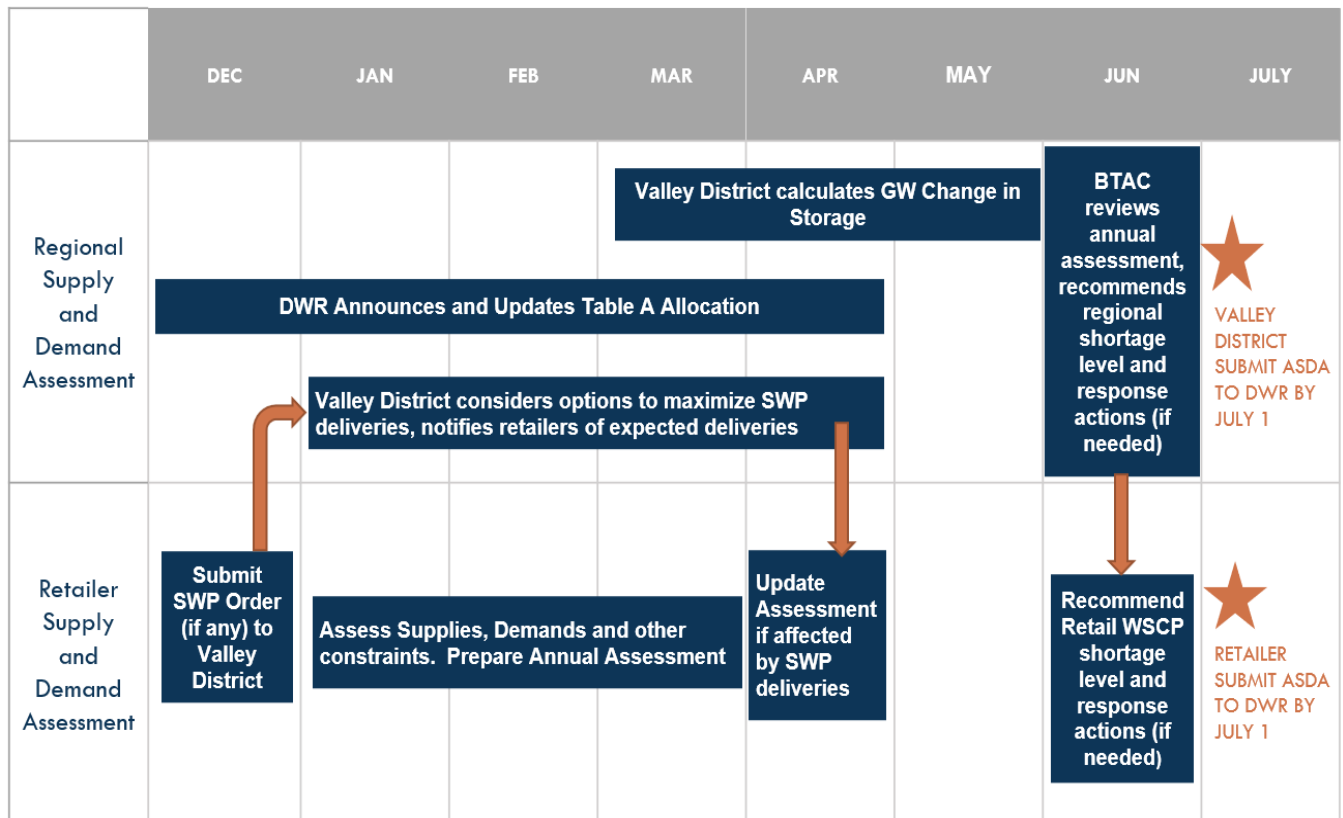 DEC JAN FEB MAR APR MAY JUN JULY
Regional
Supply
and
Demand
Assessment
Valley District calculates GW Change in
Storage
DWR Announces and Updates Table A Allocation
Valley District considers options to maximize SWP
deliveries, notifies retailers of expected deliveries
BTAC
reviews
annual
assessment,
recommends
regional
shortage
level and
response
actions (if
needed)
VALLEY
DISTRICT
SUBMIT ASDA
TO DWR BY
JULY 1
Retailer
Supply
and
Demand
Assessment
Submit
SWP Order
(if any) to
Valley
District
Assess Supplies, Demands and other
constraints.  Prepare Annual Assessment
Update
Assessment
if affected
by SWP
deliveries
Recommend
Retail WSCP
shortage
level and
response
actions (if
needed)
RETAILER
SUBMIT ASDA
TO DWR BY
JULY 1